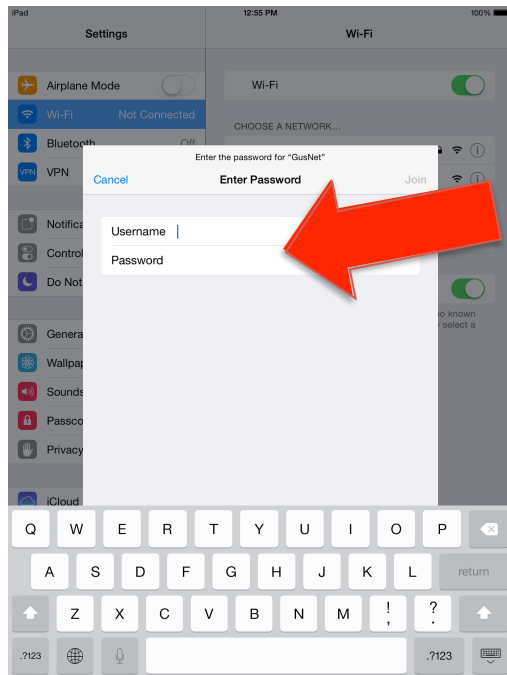 iPad 12:55 PM 100%
Settings Wi-Fi
Airplane Mode Wi-Fi
Wi-Fi Not Connected
CHOOSE A NETWORK...
Bluetooth Off
Enter the password for “GusNet”
VPN VPN
Cancel Enter Password Join
Notifica
Username
Control
Password
Do Not
no known
select a
Genera
Wallpap
Sounds
Passco
Privacy
iCloud
Q W E R T Y U I O P
A S D F G H J K L return
Z X C V B N M ! , ? .
.?123 .?123